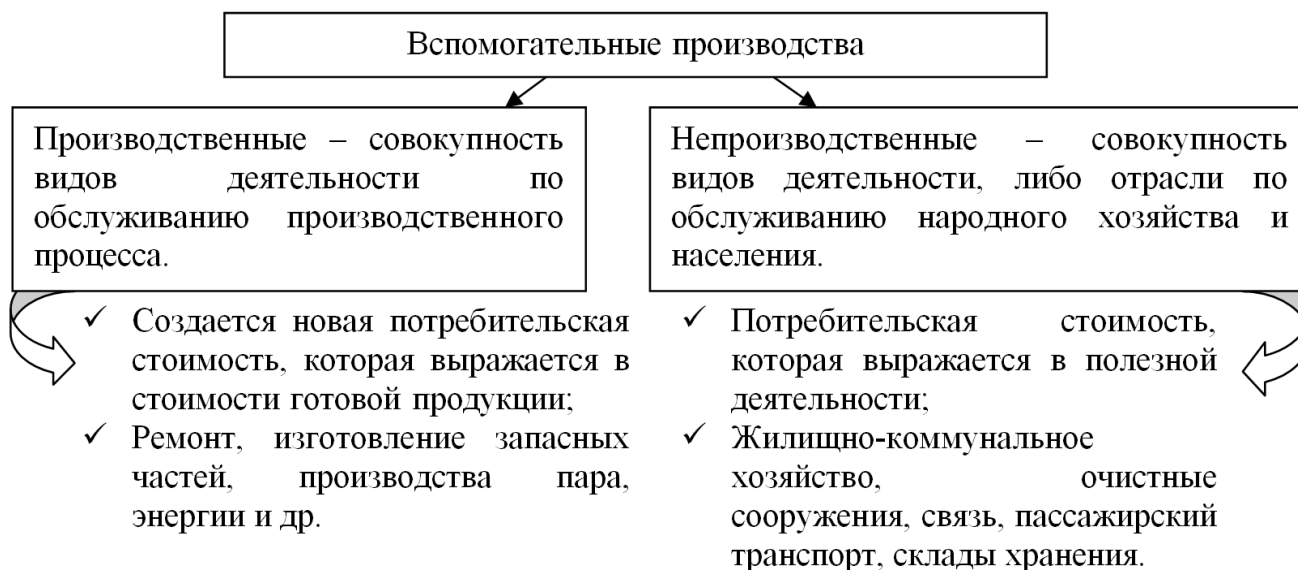 Вспомогательные производства
Производственные – совокупность
видов деятельности по
обслуживанию производственного
процесса.
Непроизводственные – совокупность
видов деятельности, либо отрасли по
обслуживанию народного хозяйства и
населения.
✓ Создается новая потребительская
стоимость, которая выражается в
стоимости готовой продукции;
✓ Ремонт, изготовление запасных
частей, производства пара,
энергии и др.
✓ Потребительская стоимость,
которая выражается в полезной
деятельности;
✓ Жилищно-коммунальное
хозяйство, очистные
сооружения, связь, пассажирский
транспорт, склады хранения.